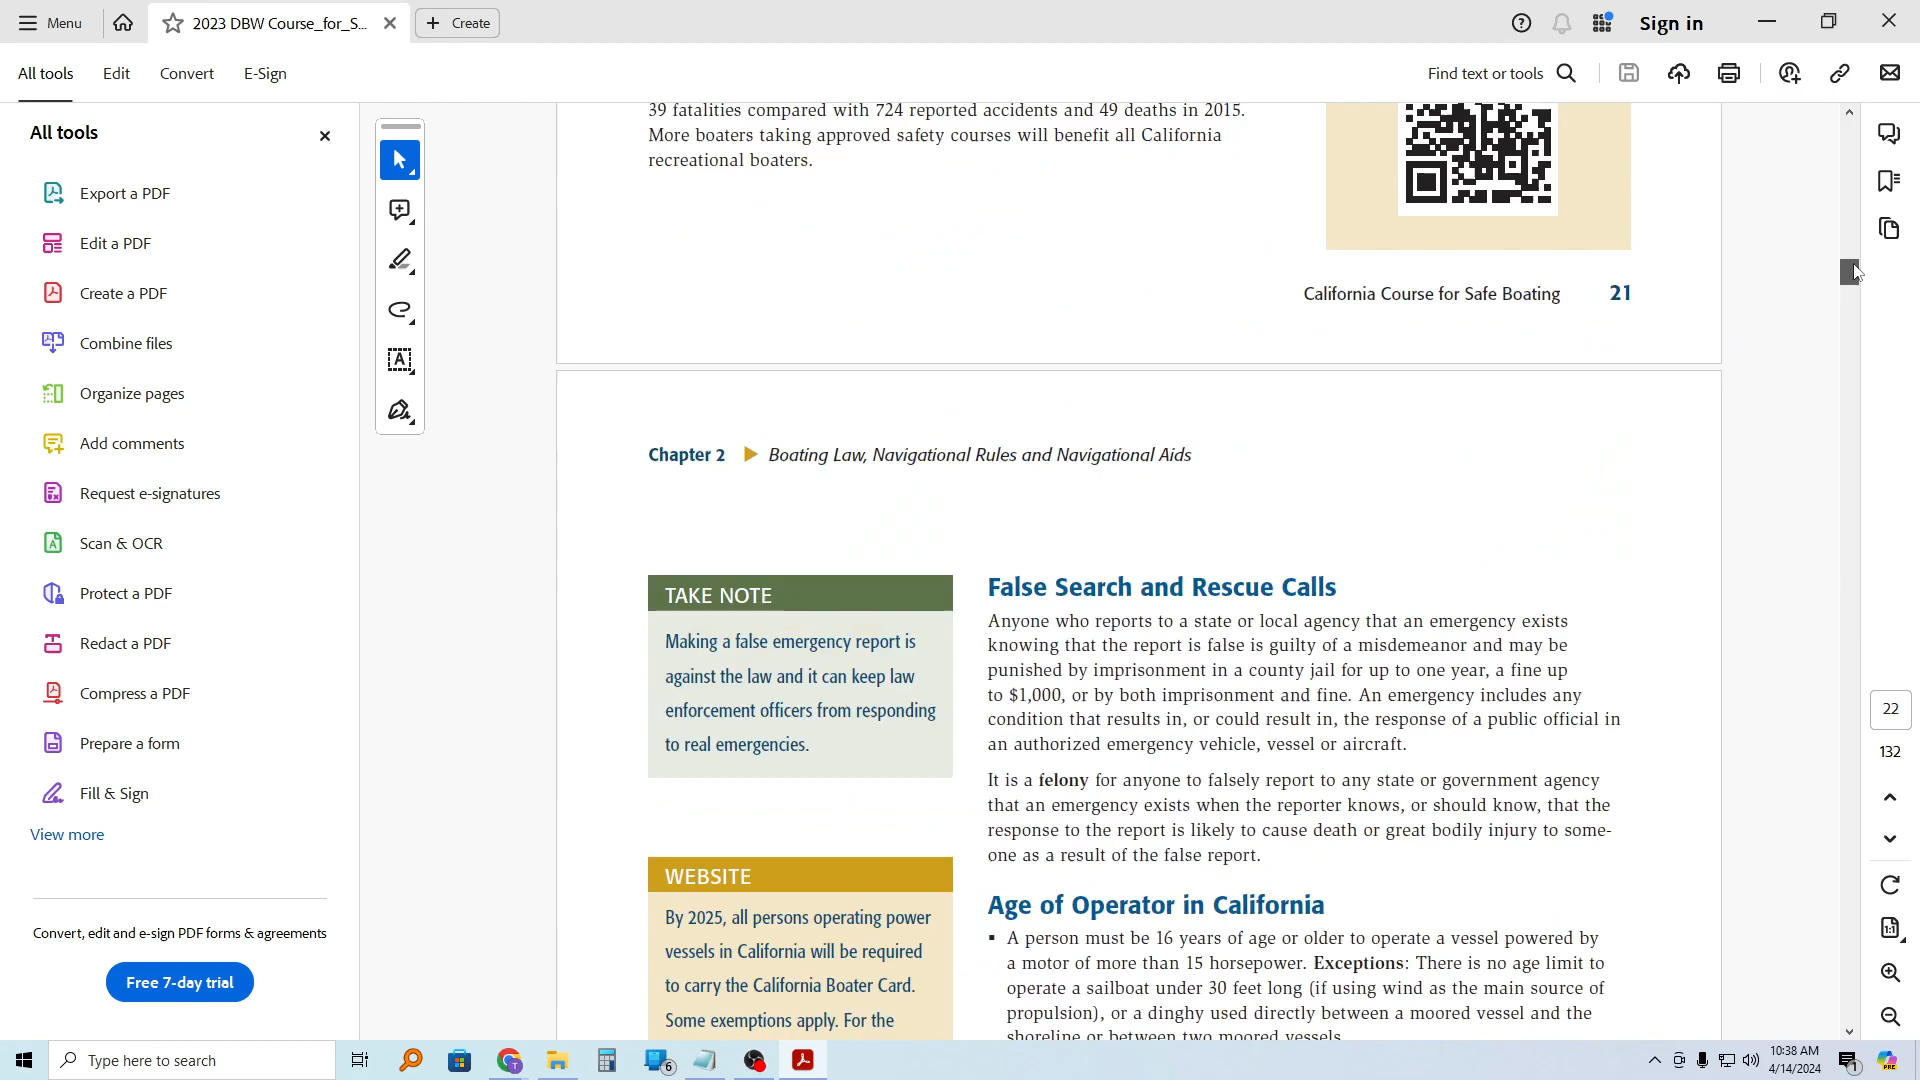 Menu
2023 DBW Course_for_S...
Create
Sign in
All tools
Edit
Convert
E-Sign
Find text or tools
All tools
Export a PDF
Edit a PDF
Create a PDF
Combine files
Organize pages
Add comments
Request e-signatures
Scan & OCR
Protect a PDF
Redact a PDF
Compress a PDF
Prepare a form
Fill & Sign
View more
Convert, edit and e-sign PDF forms & agreements
Free 7-day trial
39 fatalities compared with 724 reported accidents and 49 deaths in 2015.
More boaters taking approved safety courses will benefit all California
recreational boaters.
California Course for Safe Boating 21
Chapter 2 Boating Law, Navigational Rules and Navigational Aids
TAKE NOTE
Making a false emergency report is
against the law and it can keep law
enforcement officers from responding
to real emergencies.
WEBSITE
By 2025, all persons operating power
vessels in California will be required
to carry the California Boater Card.
Some exemptions apply. For the
False Search and Rescue Calls
Anyone who reports to a state or local agency that an emergency exists
knowing that the report is false is guilty of a misdemeanor and may be
punished by imprisonment in a county jail for up to one year, a fine up
to $1,000, or by both imprisonment and fine. An emergency includes any
condition that results in, or could result in, the response of a public official in
an authorized emergency vehicle, vessel or aircraft.
It is a felony for anyone to falsely report to any state or government agency
that an emergency exists when the reporter knows, or should know, that the
response to the report is likely to cause death or great bodily injury to some-
one as a result of the false report.
Age of Operator in California
▪ A person must be 16 years of age or older to operate a vessel powered by
a motor of more than 15 horsepower. Exceptions: There is no age limit to
operate a sailboat under 30 feet long (if using wind as the main source of
propulsion), or a dinghy used directly between a moored vessel and the
shoreline or between two moored vessels.
22
132
Type here to search
6
10:38 AM
4/14/2024
1
PRE